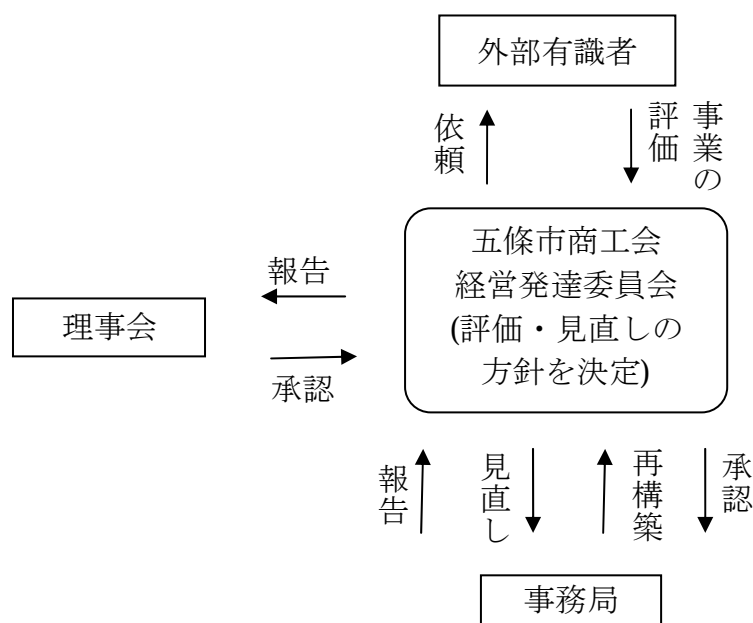 外部有識者
依頼
事業の
評価
五條市商工会
経営発達委員会
(評価・見直しの
方針を決定)
報告
理事会
承認
報告
見直し
再構築
承認
事務局